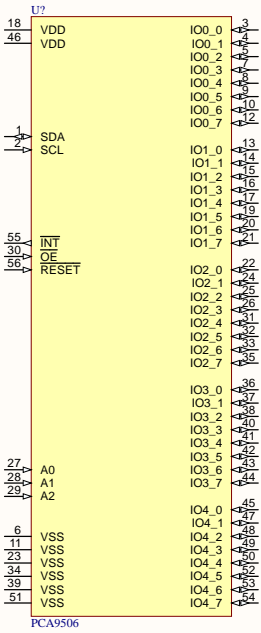 U?
18 VDD IO0_0 3
46 VDD IO0_1 4
IO0_2 5
IO0_3 7
IO0_4 8
IO0_5 9
IO0_6 10
IO0_7 12
1 SDA
2 SCL IO1_0 13
IO1_1 14
IO1_2 15
IO1_3 16
IO1_4 17
IO1_5 19
IO1_6 20
55 INT IO1_7 21
30 OE
56 RESET IO2_0 22
IO2_1 24
IO2_2 25
IO2_3 26
IO2_4 31
IO2_5 32
IO2_6 33
IO2_7 35
IO3_0 36
IO3_1 37
IO3_2 38
IO3_3 40
IO3_4 41
IO3_5 42
27 A0 IO3_6 43
28 A1 IO3_7 44
29 A2
IO4_0 45
IO4_1 47
6 VSS IO4_2 48
11 VSS IO4_3 49
23 VSS IO4_4 50
34 VSS IO4_5 52
39 VSS IO4_6 53
51 VSS IO4_7 54
PCA9506